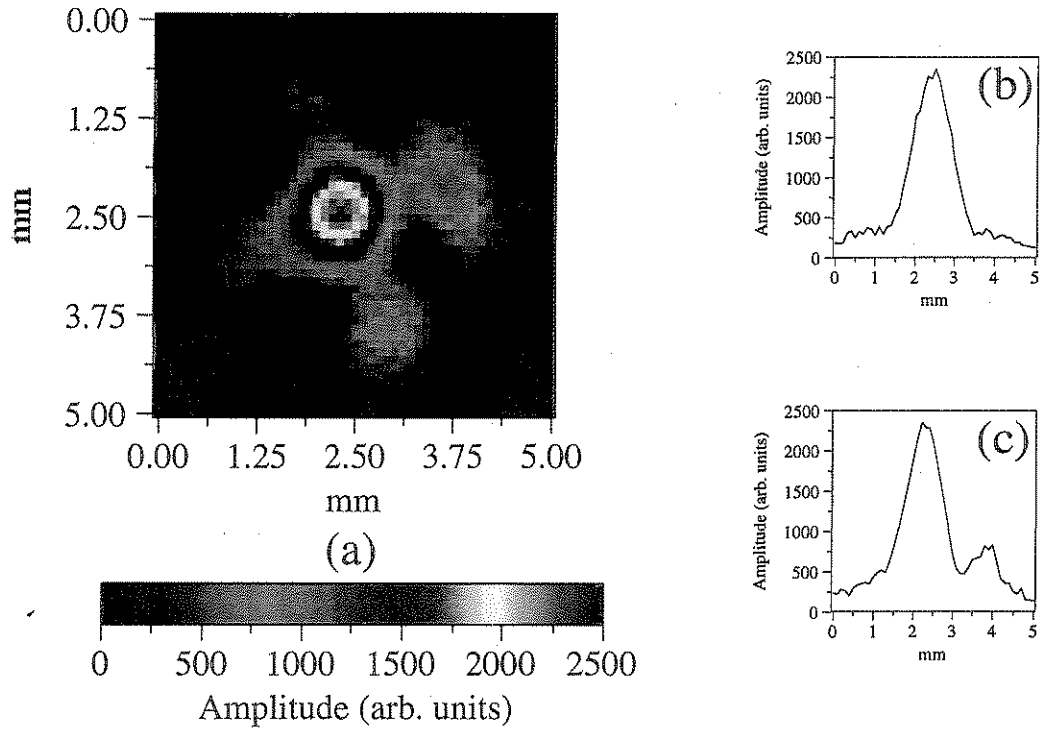 0.00
1.25
2.50
3.75
5.00
mm
0.00 1.25 2.50 3.75 5.00
mm
(a)
0 500 1000 1500 2000 2500
Amplitude (arb. units)
(b)
2500
2000
1500
1000
500
0
Amplitude (arb. units)
0 1 2 3 4 5
mm
(c)
2500
2000
1500
1000
500
0
Amplitude (arb. units)
0 1 2 3 4 5
mm